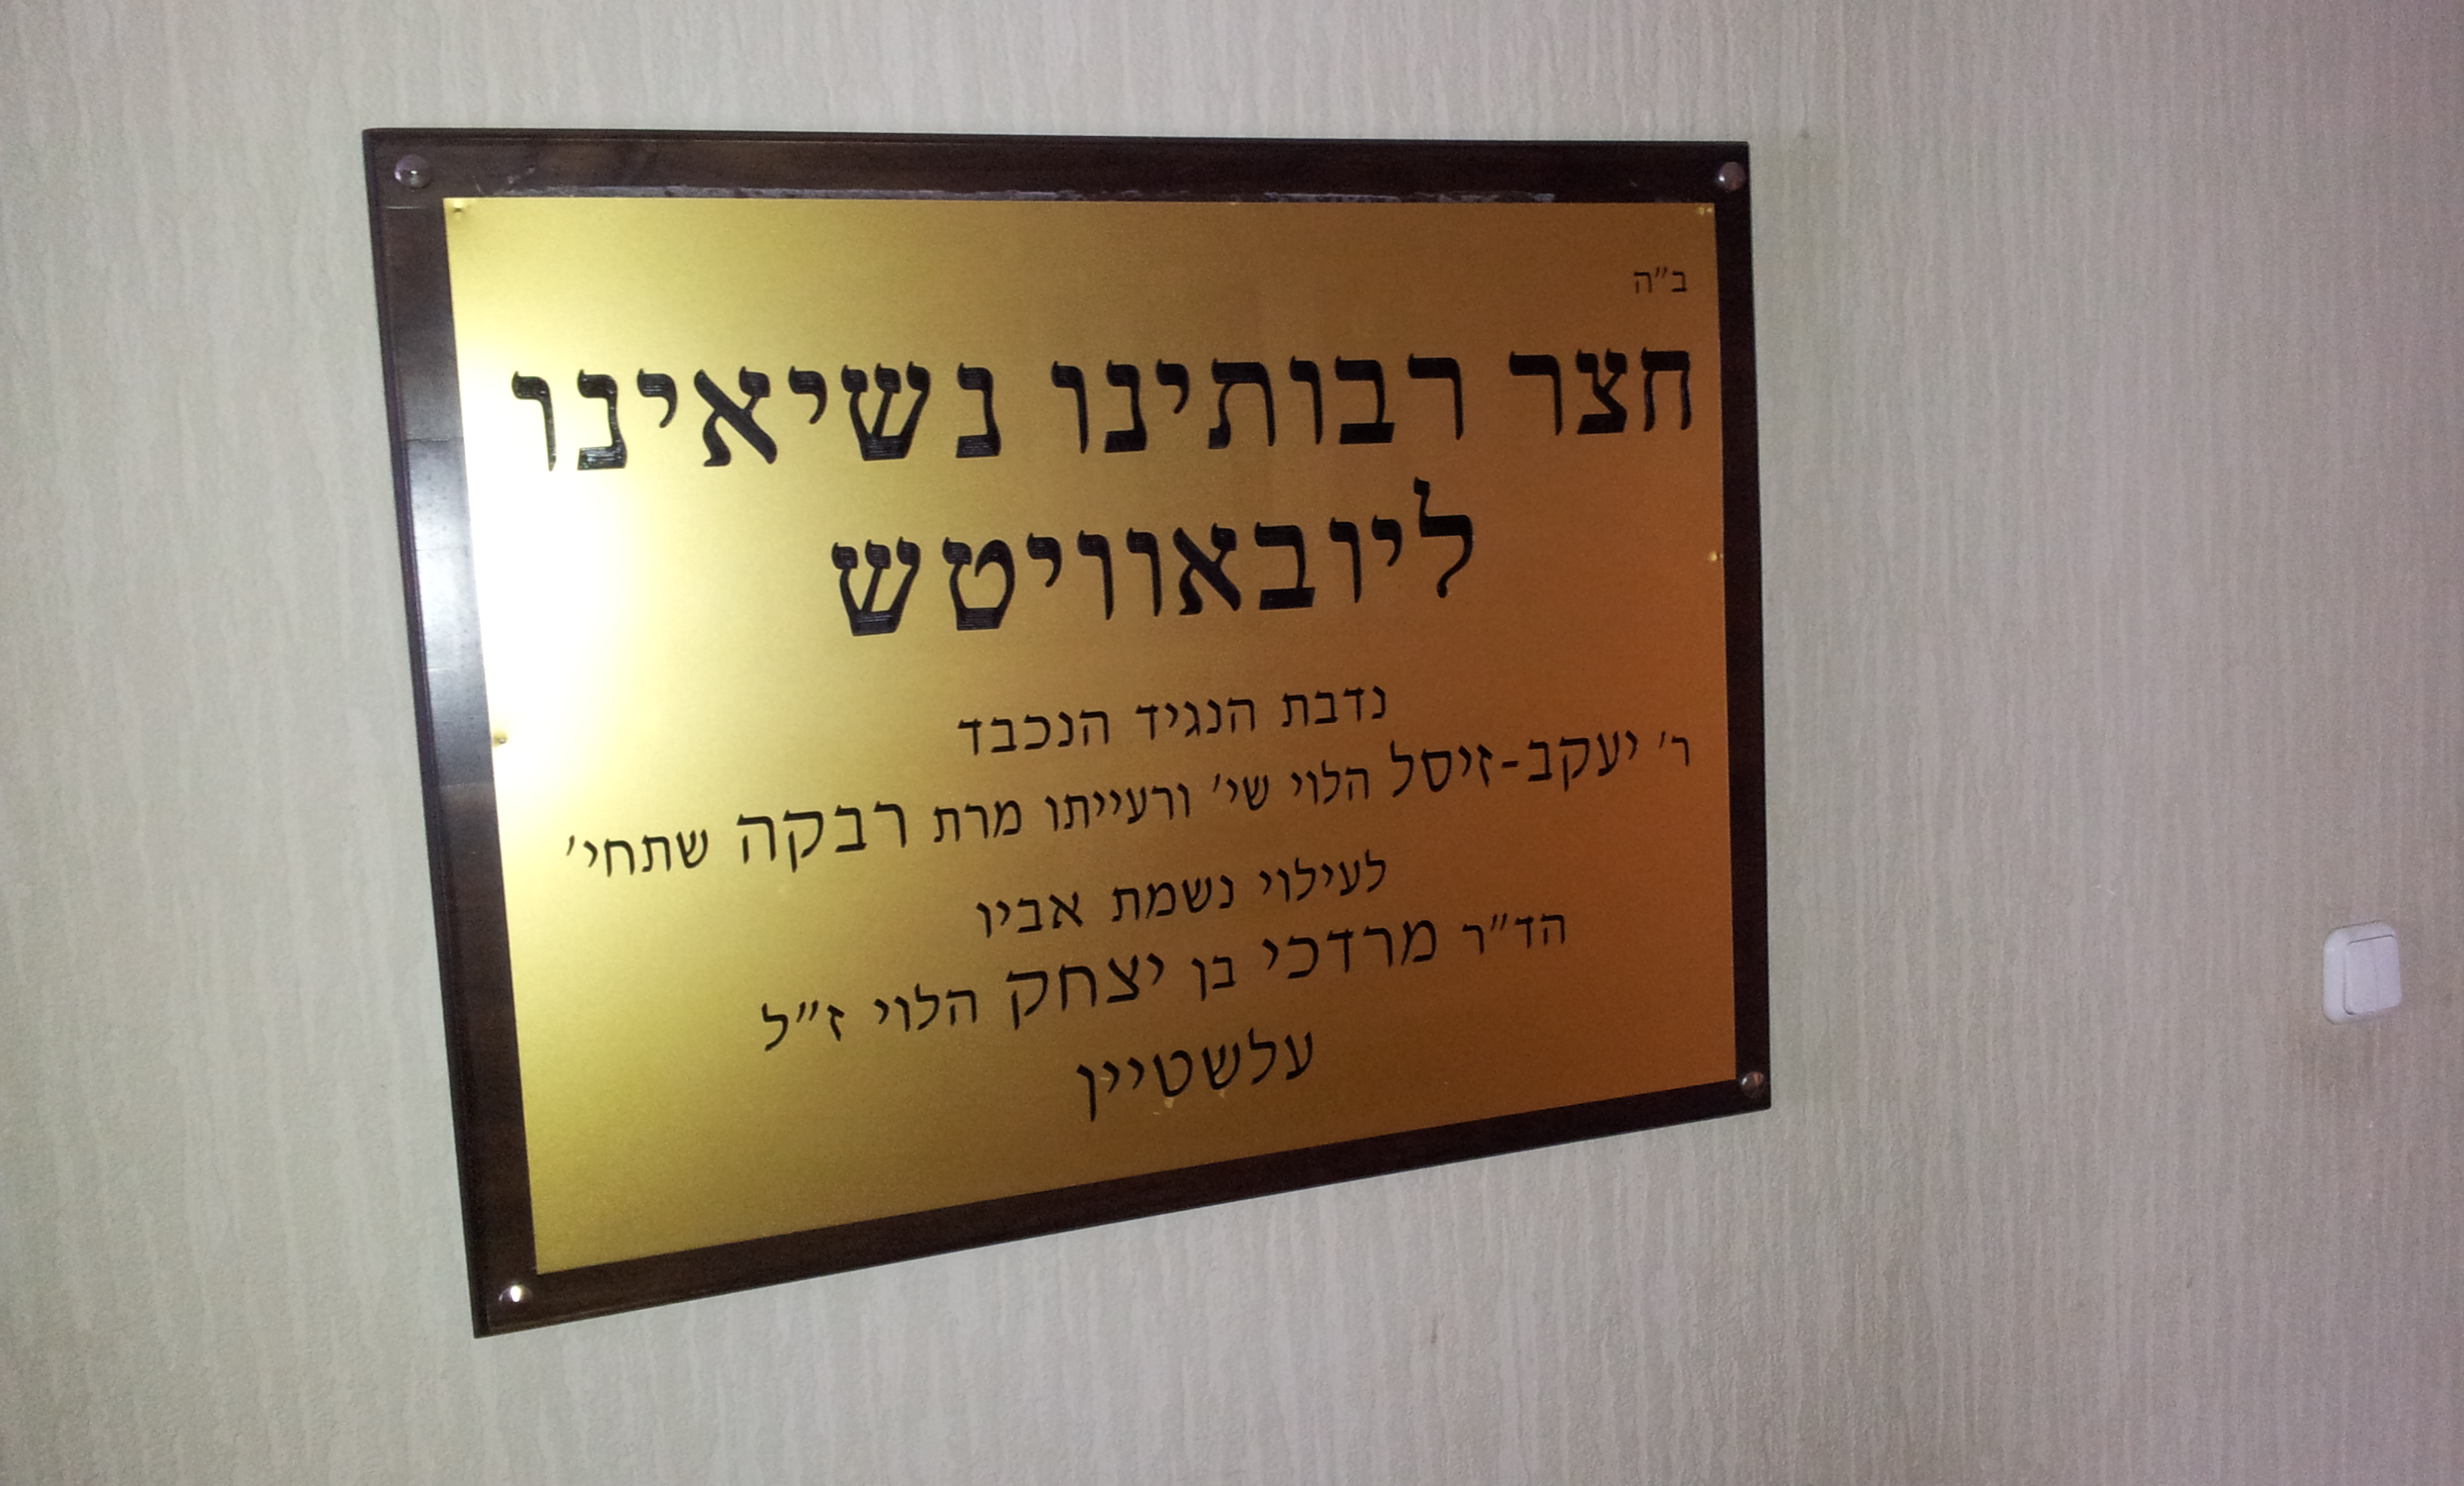 ב"ה
חצר רבותינו נשיאינו
ליובאוויטש
נדבת הנגיד הנכבד
ר' יעקב-זיסל הלוי שי' ורעייתו מרת רבקה שתחי'
לעילוי נשמת אביו
הד"ר מרדכי בן יצחק הלוי ז"ל
עלשטיין